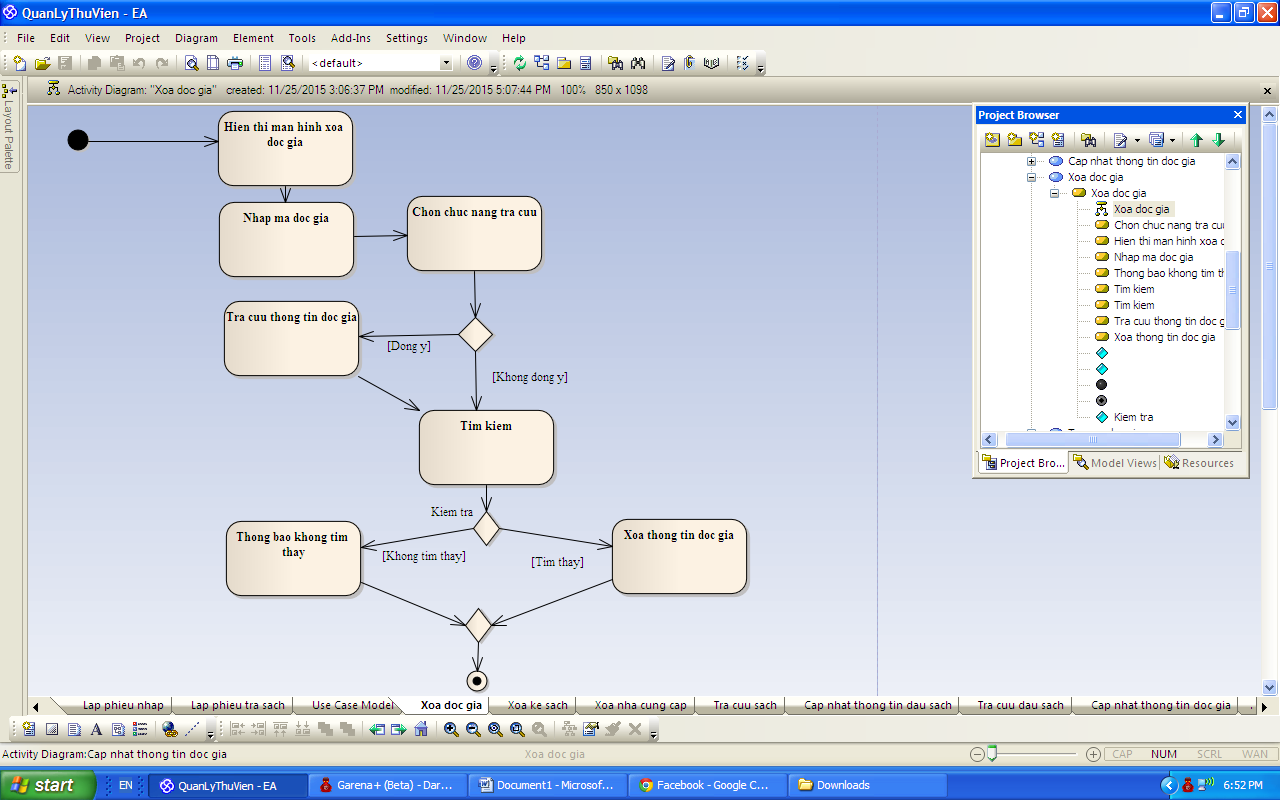 QuanLyThuVien - EA
File Edit View Project Diagram Element Tools Add-Ins Settings Window Help
<default>
Activity Diagram: "Xoa doc gia" created: 11/25/2015 3:06:37 PM modified: 11/25/2015 5:07:44 PM 100% 850 x 1098
Layout Palette
Hien thi man hinh xoa
doc gia
Nhap ma doc gia
Chon chuc nang tra cuu
Tra cuu thong tin doc gia
[Dong y]
[Khong dong y]
Tim kiem
Kiem tra
Thong bao khong tim
thay
[Khong tim thay]
[Tim thay]
Xoa thong tin doc gia
Project Browser
Cap nhat thong tin doc gia
Xoa doc gia
Xoa doc gia
Xoa doc gia
Chon chuc nang tra cuu
Hien thi man hinh xoa d
Nhap ma doc gia
Thong bao khong tim th
Tim kiem
Tim kiem
Tra cuu thong tin doc g
Xoa thong tin doc gia
Kiem tra
Project Bro... Model Views Resources
Lap phieu nhap Lap phieu tra sach Use Case Model Xoa doc gia Xoa ke sach Xoa nha cung cap Tra cuu sach Cap nhat thong tin dau sach Tra cuu dau sach Cap nhat thong tin doc gia
A
Activity Diagram:Cap nhat thong tin doc gia Xoa doc gia CAP NUM SCRL WAN
start EN QuanLyThuVien - EA Garena+ (Beta) - Dar... Document1 - Microsof... Facebook - Google C... Downloads 6:52 PM